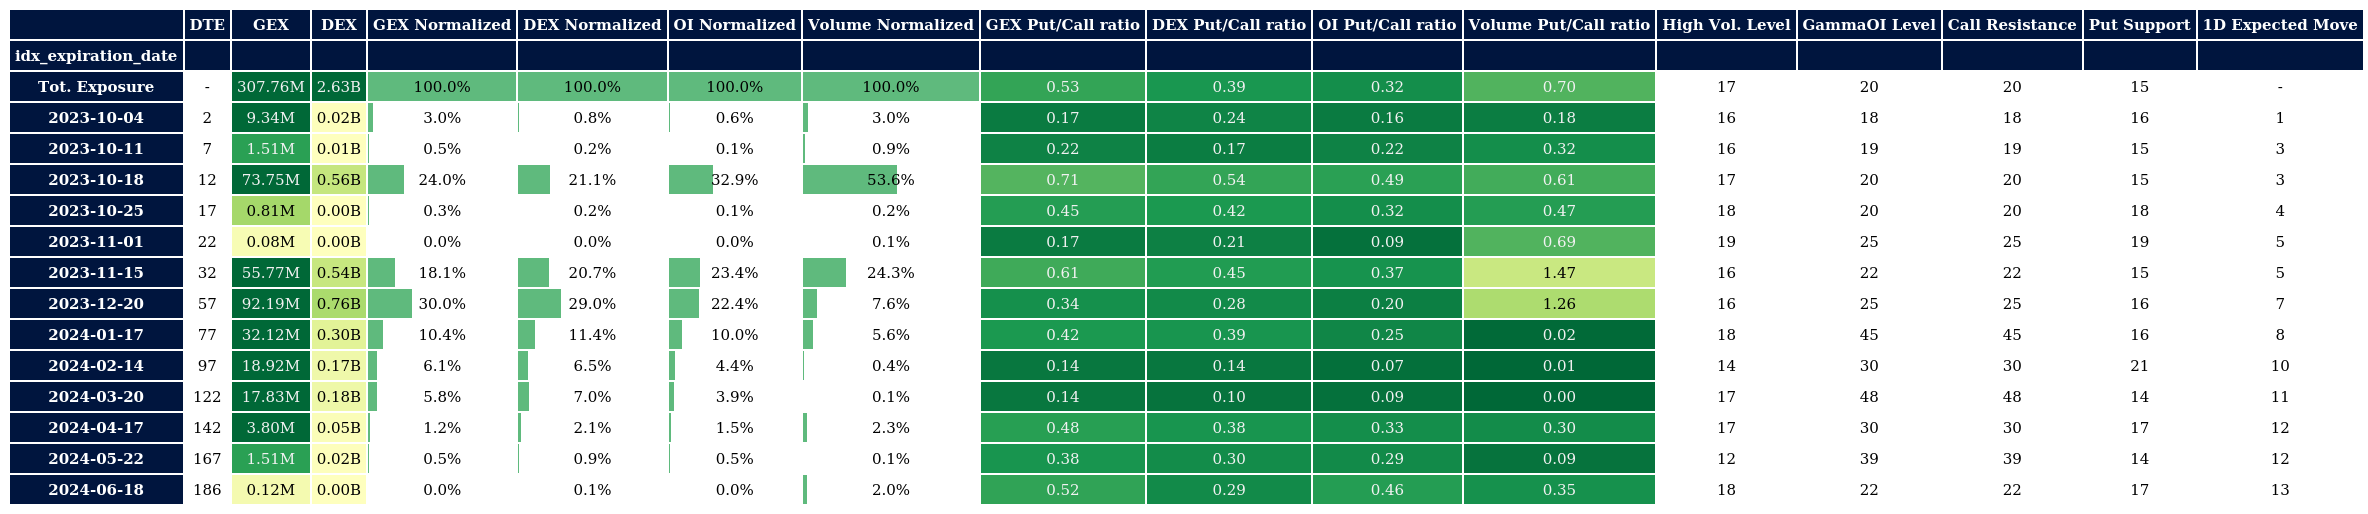 DTE GEX DEX GEX Normalized DEX Normalized OI Normalized Volume Normalized GEX Put/Call ratio DEX Put/Call ratio OI Put/Call ratio Volume Put/Call ratio High Vol. Level GammaOI Level Call Resistance Put Support 1D Expected Move
idx_expiration_date
Tot. Exposure - 307.76M 2.63B 100.0% 100.0% 100.0% 100.0% 0.53 0.39 0.32 0.70 17 20 20 15 -
2023-10-04 2 9.34M 0.02B 3.0% 0.8% 0.6% 3.0% 0.17 0.24 0.16 0.18 16 18 18 16 1
2023-10-11 7 1.51M 0.01B 0.5% 0.2% 0.1% 0.9% 0.22 0.17 0.22 0.32 16 19 19 15 3
2023-10-18 12 73.75M 0.56B 24.0% 21.1% 32.9% 53.6% 0.71 0.54 0.49 0.61 17 20 20 15 3
2023-10-25 17 0.81M 0.00B 0.3% 0.2% 0.1% 0.2% 0.45 0.42 0.32 0.47 18 20 20 18 4
2023-11-01 22 0.08M 0.00B 0.0% 0.0% 0.0% 0.1% 0.17 0.21 0.09 0.69 19 25 25 19 5
2023-11-15 32 55.77M 0.54B 18.1% 20.7% 23.4% 24.3% 0.61 0.45 0.37 1.47 16 22 22 15 5
2023-12-20 57 92.19M 0.76B 30.0% 29.0% 22.4% 7.6% 0.34 0.28 0.20 1.26 16 25 25 16 7
2024-01-17 77 32.12M 0.30B 10.4% 11.4% 10.0% 5.6% 0.42 0.39 0.25 0.02 18 45 45 16 8
2024-02-14 97 18.92M 0.17B 6.1% 6.5% 4.4% 0.4% 0.14 0.14 0.07 0.01 14 30 30 21 10
2024-03-20 122 17.83M 0.18B 5.8% 7.0% 3.9% 0.1% 0.14 0.10 0.09 0.00 17 48 48 14 11
2024-04-17 142 3.80M 0.05B 1.2% 2.1% 1.5% 2.3% 0.48 0.38 0.33 0.30 17 30 30 17 12
2024-05-22 167 1.51M 0.02B 0.5% 0.9% 0.5% 0.1% 0.38 0.30 0.29 0.09 12 39 39 14 12
2024-06-18 186 0.12M 0.00B 0.0% 0.1% 0.0% 2.0% 0.52 0.29 0.46 0.35 18 22 22 17 13